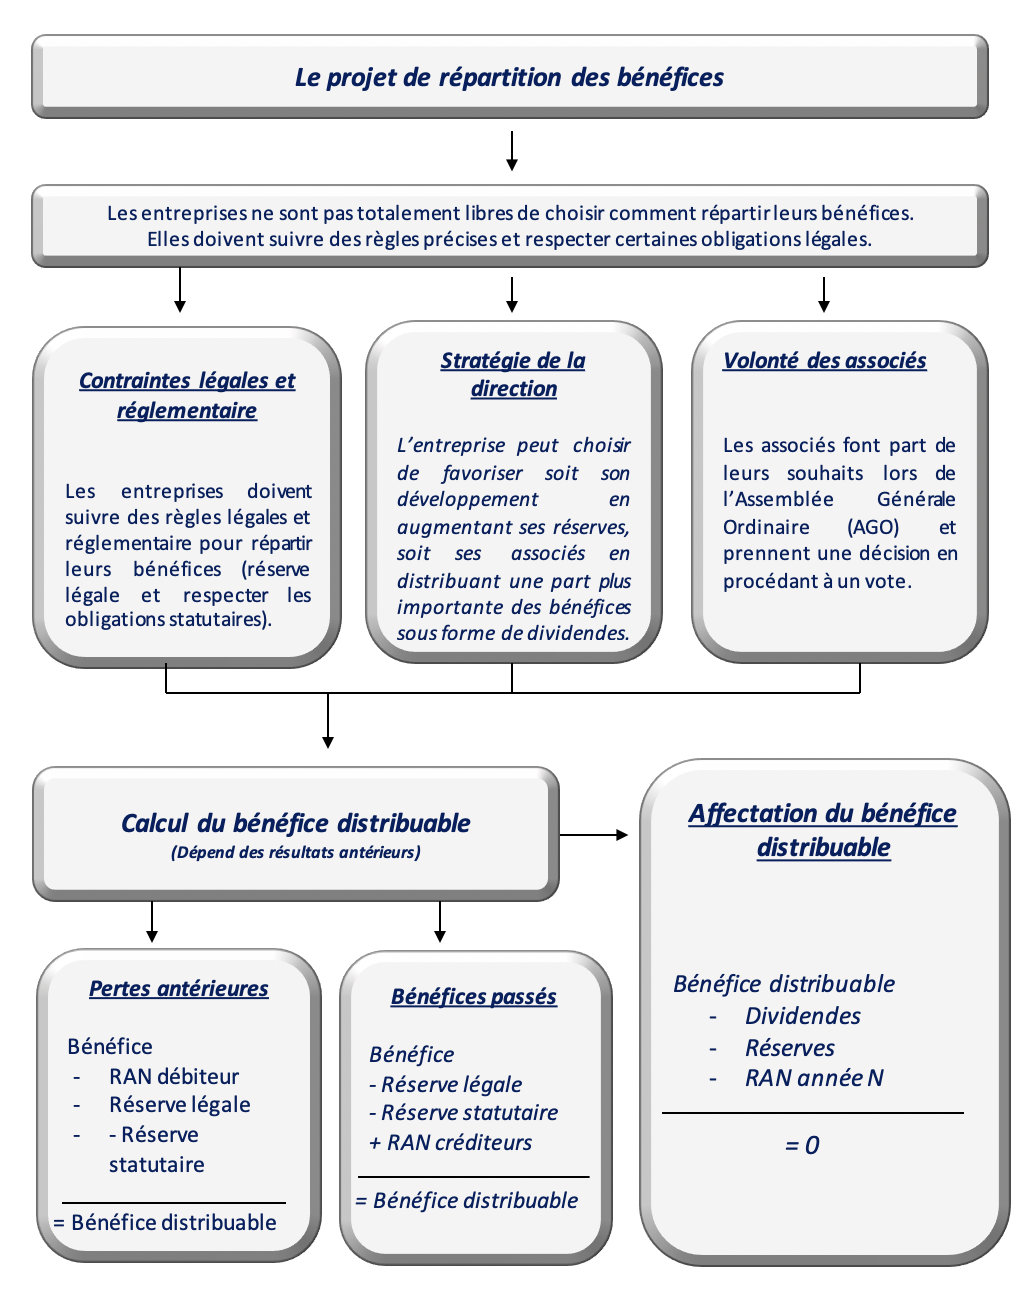 Le projet de répartition des bénéfices
Les entreprises ne sont pas totalement libres de choisir comment répartir leurs bénéfices.
Elles doivent suivre des règles précises et respecter certaines obligations légales.
Contraintes légales et
réglementaire
Les entreprises doivent
suivre des règles légales et
réglementaire pour répartir
leurs bénéfices (réserve
légale et respecter les
obligations statutaires).
Stratégie de la
direction
L’entreprise peut choisir
de favoriser soit son
développement en
augmentant ses réserves,
soit ses associés en
distribuant une part plus
importante des bénéfices
sous forme de dividendes.
Volonté des associés
Les associés font part de
leurs souhaits lors de
l’Assemblée Générale
Ordinaire (AGO) et
prennent une décision en
procédant à un vote.
Calcul du bénéfice distribuable
(Dépend des résultats antérieurs)
Pertes antérieures
Bénéfice
- RAN débiteur
- Réserve légale
- - Réserve
statutaire
= Bénéfice distribuable
Bénéfices passés
Bénéfice
- Réserve légale
- Réserve statutaire
+ RAN créditeurs
= Bénéfice distribuable
Affectation du bénéfice
distribuable
Bénéfice distribuable
- Dividendes
- Réserves
- RAN année N
= 0